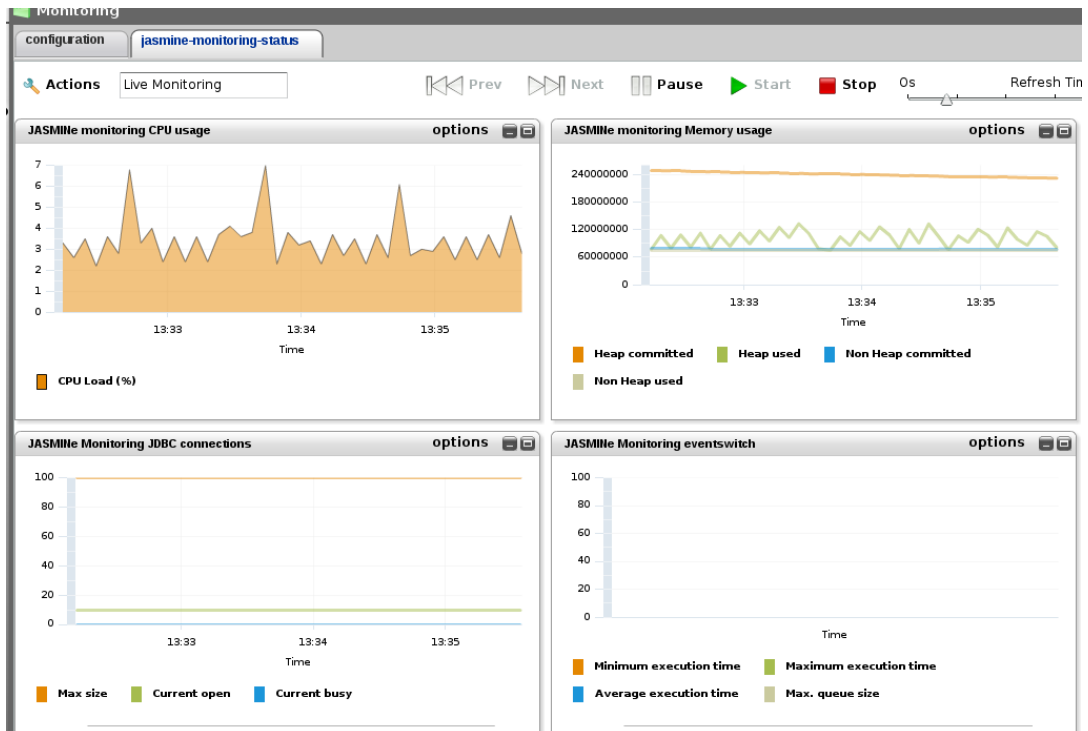 Monitoring
configuration jasmine-monitoring-status
Actions Live Monitoring Prev Next Pause Start Stop 0s Refresh Tim
JASMINe monitoring CPU usage options
7
6
5
4
3
2
1
0
13:33 13:34 13:35
Time
CPU Load (%)
JASMINe monitoring Memory usage options
240000000
180000000
120000000
60000000
0
13:33 13:34 13:35
Time
Heap committed Heap used Non Heap committed
Non Heap used
JASMINe Monitoring JDBC connections options
100
80
60
40
20
0
13:33 13:34 13:35
Time
Max size Current open Current busy
JASMINe Monitoring eventswitch options
100
80
60
40
20
0
Time
Minimum execution time Maximum execution time
Average execution time Max. queue size